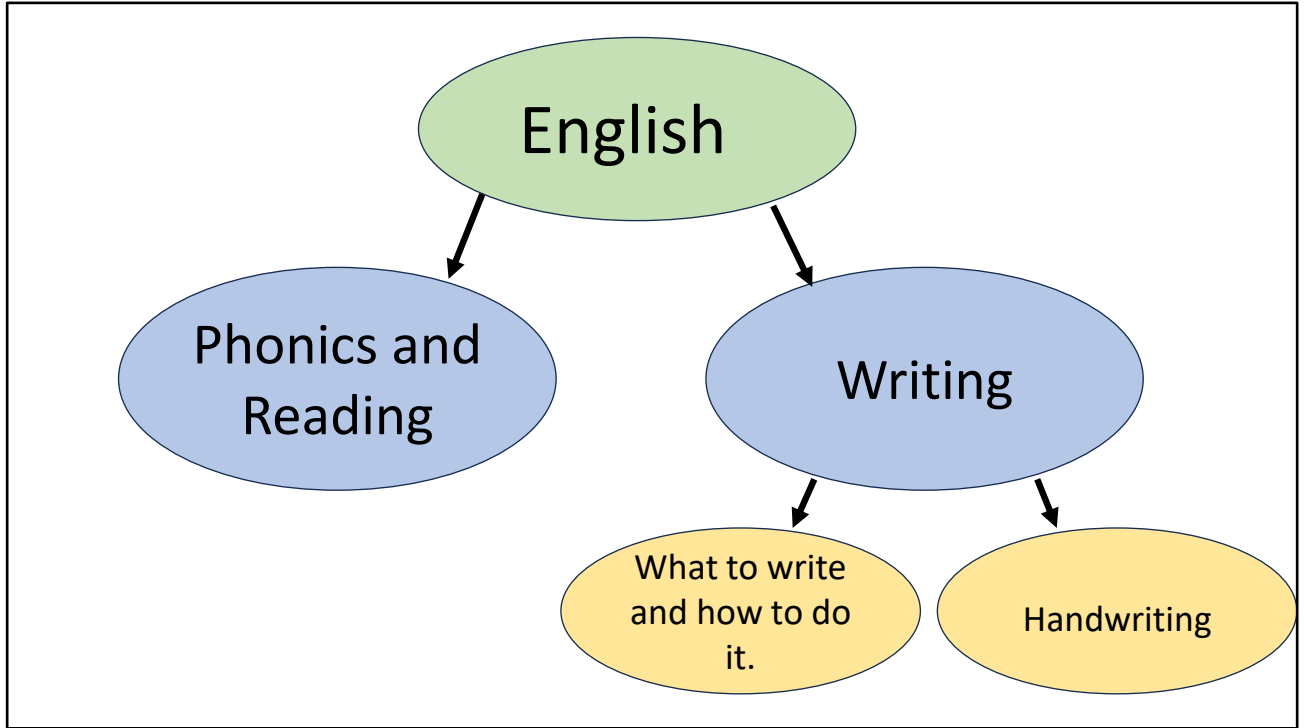 English
Phonics and
Reading
Writing
What to write
and how to do
it.
Handwriting